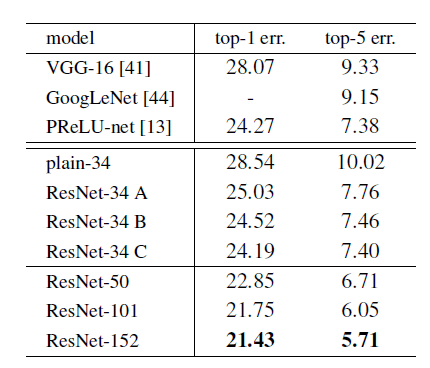 model top-1 err. top-5 err.
VGG-16 [41] 28.07 9.33
GoogLeNet [44] - 9.15
PReLU-net [13] 24.27 7.38
plain-34 28.54 10.02
ResNet-34 A 25.03 7.76
ResNet-34 B 24.52 7.46
ResNet-34 C 24.19 7.40
ResNet-50 22.85 6.71
ResNet-101 21.75 6.05
ResNet-152 21.43 5.71